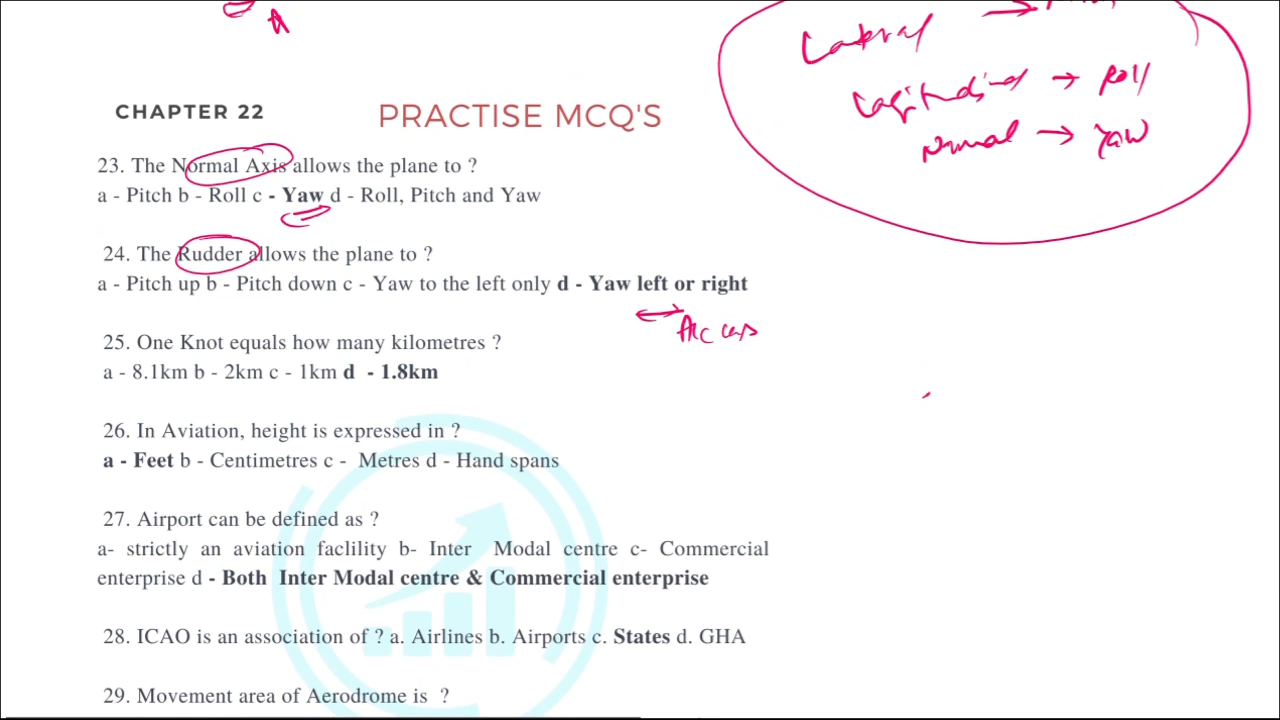 A
Lateral →
CHAPTER 22
PRACTISE MCQ'S
→ Roll
Normal → Yaw
23. The Normal Axis allows the plane to ?
a - Pitch b - Roll c - Yaw d - Roll, Pitch and Yaw
24. The Rudder allows the plane to ?
a - Pitch up b - Pitch down c - Yaw to the left only d - Yaw left or right
25. One Knot equals how many kilometres ?
a - 8.1km b - 2km c - 1km d - 1.8km
26. In Aviation, height is expressed in ?
a - Feet b - Centimetres c - Metres d - Hand spans
27. Airport can be defined as ?
a- strictly an aviation faclility b- Inter Modal centre c- Commercial
enterprise d - Both Inter Modal centre & Commercial enterprise
28. ICAO is an association of ? a. Airlines b. Airports c. States d. GHA
29. Movement area of Aerodrome is ?